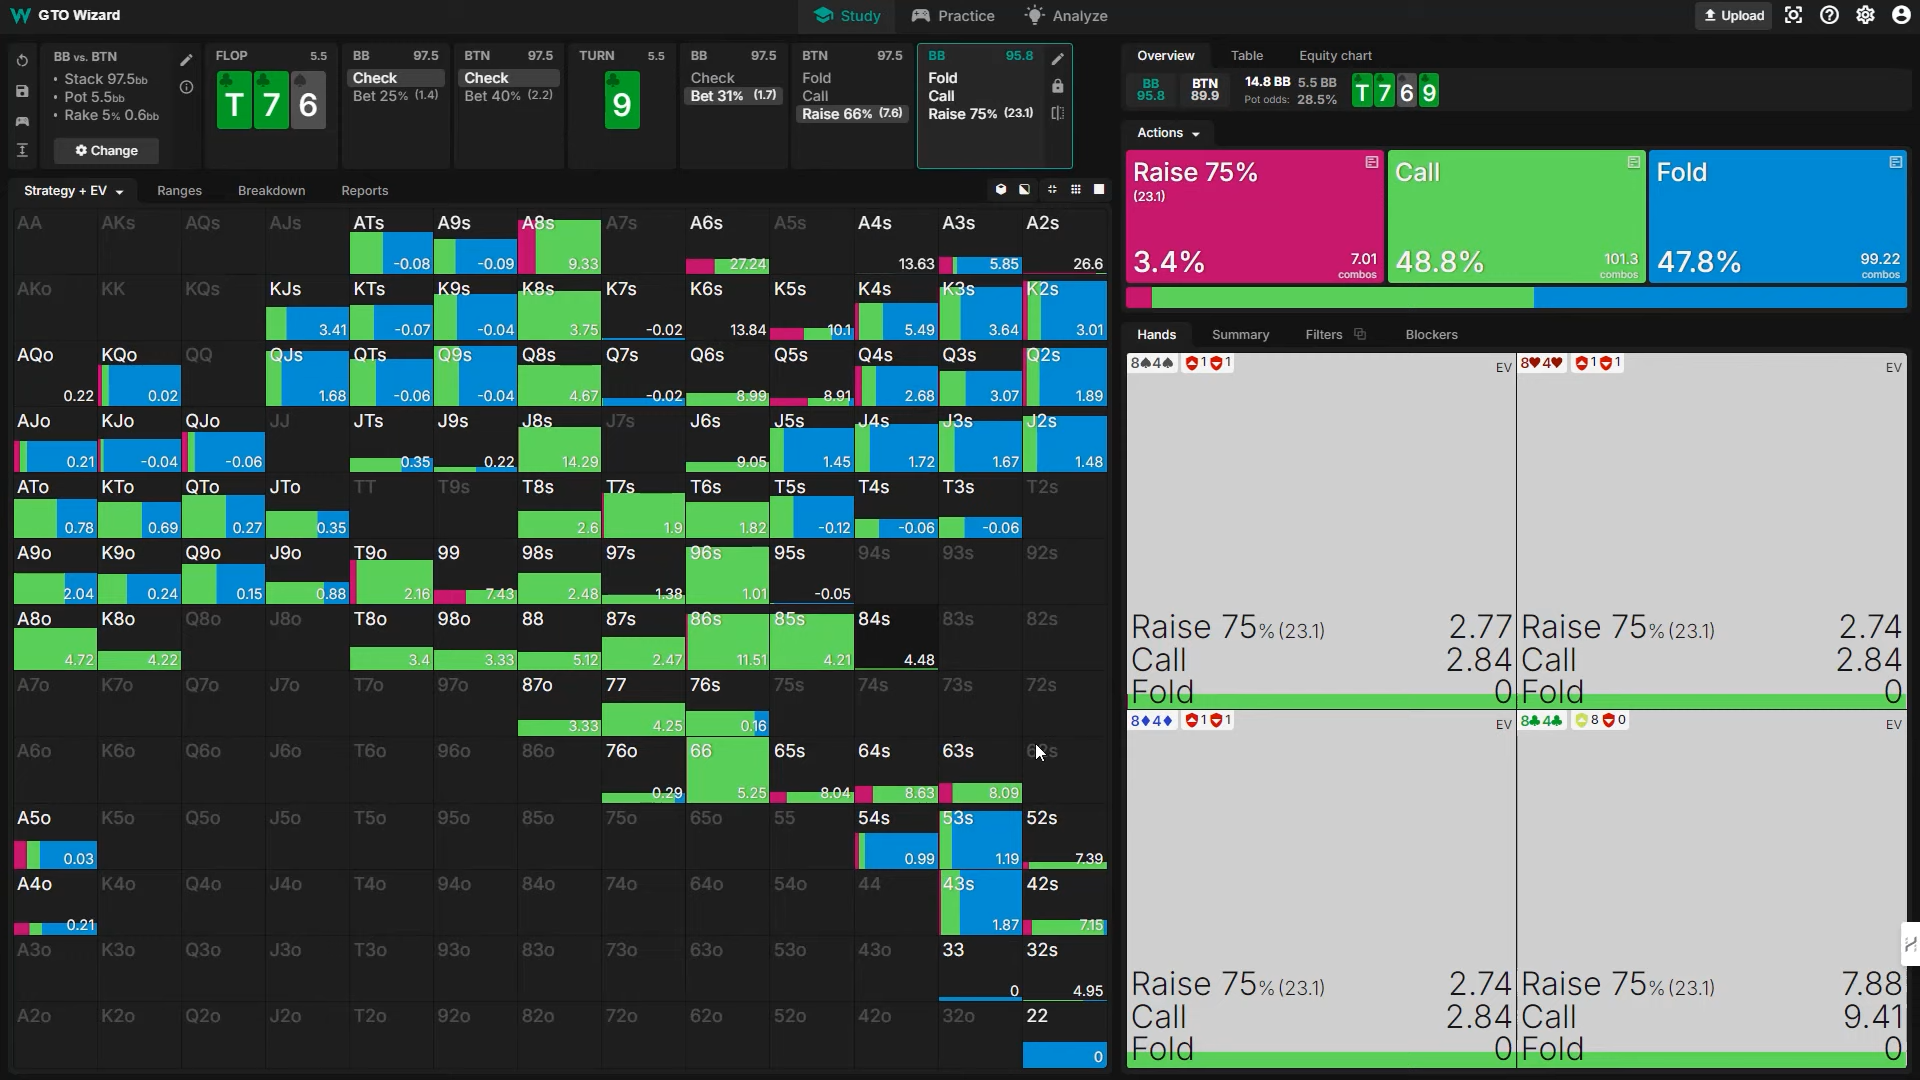 GTO Wizard
Study
Practice
Analyze
Upload
BB vs. BTN
• Stack 97.5bb
• Pot 5.5bb
• Rake 5% 0.6bb
Change
FLOP 5.5
T 7 6
BB 97.5
Check
Bet 25% (1.4)
BTN 97.5
Check
Bet 40% (2.2)
TURN 5.5
9
BB 97.5
Check
Bet 31% (1.7)
BTN 97.5
Fold
Call
Raise 66% (7.6)
BB 95.8
Fold
Call
Raise 75% (23.1)
Strategy + EV
Ranges
Breakdown
Reports
AA AKs AQs AJs ATs A9s A8s A7s A6s A5s A4s A3s A2s
-0.08 -0.09 9.33 27.24 13.63 5.85 26.6
AKo KK KQs KJs KTs K9s K8s K7s K6s K5s K4s K3s K2s
3.41 -0.07 -0.04 3.75 -0.02 13.84 10.1 5.49 3.64 3.01
AQo KQo QQ QJs QTs Q9s Q8s Q7s Q6s Q5s Q4s Q3s Q2s
0.22 0.02 1.68 -0.06 -0.04 4.67 -0.02 8.99 8.91 2.68 3.07 1.89
AJo KJo QJo JJ JTs J9s J8s J7s J6s J5s J4s J3s J2s
0.21 -0.04 -0.06 0.35 0.22 14.29 9.05 1.45 1.72 1.67 1.48
ATo KTo QTo JTo TT T9s T8s T7s T6s T5s T4s T3s T2s
0.78 0.69 0.27 0.35 2.6 1.9 1.82 -0.12 -0.06 -0.06
A9o K9o Q9o J9o T9o 99 98s 97s 96s 95s 94s 93s 92s
2.04 0.24 0.15 0.88 2.16 7.43 2.48 1.38 1.01 -0.05
A8o K8o Q8o J8o T8o 98o 88 87s 86s 85s 84s 83s 82s
4.72 4.22 3.4 3.33 5.12 2.47 11.51 4.21 4.48
A7o K7o Q7o J7o T7o 97o 87o 77 76s 75s 74s 73s 72s
3.33 4.25 0.16
A6o K6o Q6o J6o T6o 96o 86o 76o 66 65s 64s 63s 62s
0.29 5.25 8.04 8.63 8.09
A5o K5o Q5o J5o T5o 95o 85o 75o 65o 55 54s 53s 52s
0.03 0.99 1.19 7.39
A4o K4o Q4o J4o T4o 94o 84o 74o 64o 54o 44 43s 42s
0.21 1.87 7.15
A3o K3o Q3o J3o T3o 93o 83o 73o 63o 53o 43o 33 32s
0 4.95
A2o K2o Q2o J2o T2o 92o 82o 72o 62o 52o 42o 32o 22
0
Overview
Table
Equity chart
BB
95.8
BTN
89.9
14.8 BB 5.5 BB
Pot odds: 28.5%
T 7 6 9
Actions
Raise 75%
(23.1)
3.4%
7.01
combos
Call
48.8%
101.3
combos
Fold
47.8%
99.22
combos
Hands
Summary
Filters
Blockers
8♠4♠ 1 1 EV
Raise 75% (23.1) 2.77
Call 2.84
Fold 0
8♥4♥ 1 1 EV
Raise 75% (23.1) 2.74
Call 2.84
Fold 0
8♦4♦ 1 1 EV
Raise 75% (23.1) 2.74
Call 2.84
Fold 0
8♣4♣ 8 0 EV
Raise 75% (23.1) 7.88
Call 9.41
Fold 0